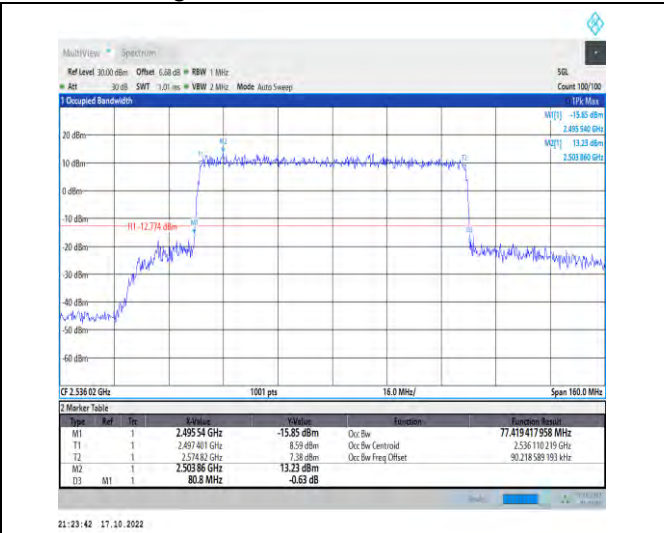 MultiView Spectrum
Ref Level 30.00 dBm Offset 6.68 dB RBW 1 MHz SGL
Att 30 dB SWT 1.01 ms VBW 2 MHz Mode Auto Sweep Count 100/100
1 Occupied Bandwidth 1Pk Max
M1[1] -15.85 dBm
2.495 540 GHz
M2[1] 13.23 dBm
2.503 860 GHz
20 dBm
M2
T1
T2
10 dBm
0 dBm
-10 dBm
H1 -12.774 dBm
M1
D3
-20 dBm
-30 dBm
-40 dBm
-50 dBm
-60 dBm
CF 2.536 02 GHz 1001 pts 16.0 MHz/ Span 160.0 MHz
2 Marker Table
Type Ref Trc X-Value Y-Value Function Function Result
M1 1 2.495 54 GHz -15.85 dBm Occ Bw 77.419 417 958 MHz
T1 1 2.497 401 GHz 8.59 dBm Occ Bw Centroid 2.536 110 219 GHz
T2 1 2.574 82 GHz 7.38 dBm Occ Bw Freq Offset 90.218 589 193 kHz
M2 1 2.503 86 GHz 13.23 dBm
D3 M1 1 80.8 MHz -0.63 dB
21:23:42 17.10.2022